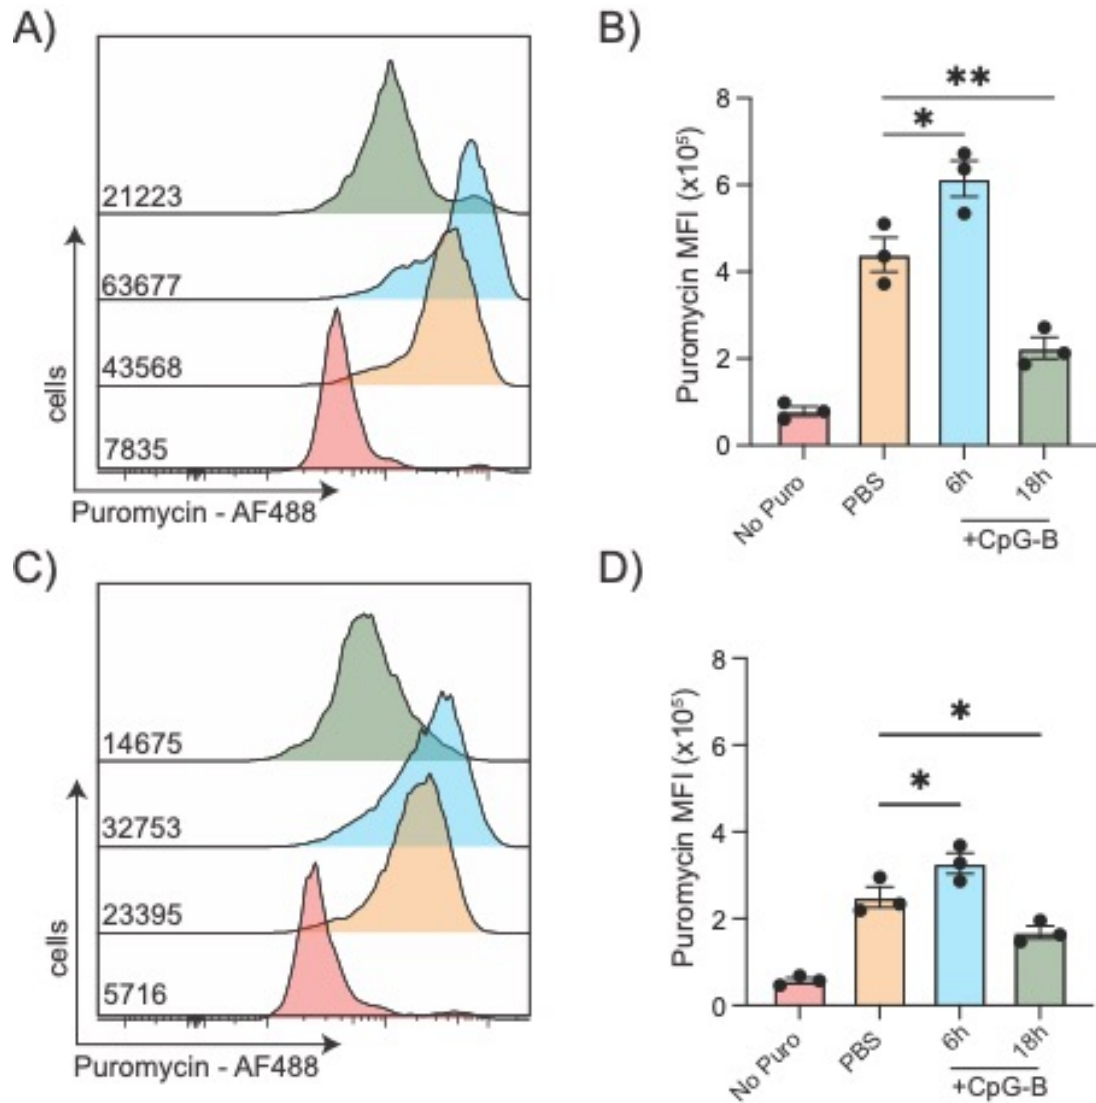 A)
21223
63677
43568
7835
cells
Puromycin - AF488
B)
Puromycin MFI (x10⁵)
8
6
4
2
0
*
**
No Puro
PBS
6h
18h
+CpG-B
C)
14675
32753
23395
5716
cells
Puromycin - AF488
D)
Puromycin MFI (x10⁵)
8
6
4
2
0
*
*
No Puro
PBS
6h
18h
+CpG-B